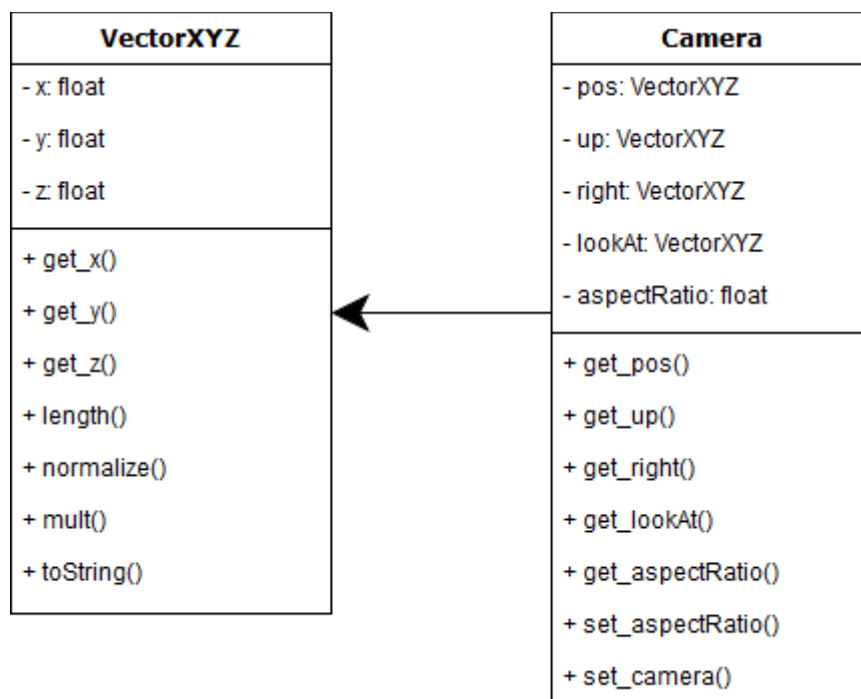 VectorXYZ
- x: float
- y: float
- z: float
+ get_x()
+ get_y()
+ get_z()
+ length()
+ normalize()
+ mult()
+ toString()
Camera
- pos: VectorXYZ
- up: VectorXYZ
- right: VectorXYZ
- lookAt: VectorXYZ
- aspectRatio: float
+ get_pos()
+ get_up()
+ get_right()
+ get_lookAt()
+ get_aspectRatio()
+ set_aspectRatio()
+ set_camera()